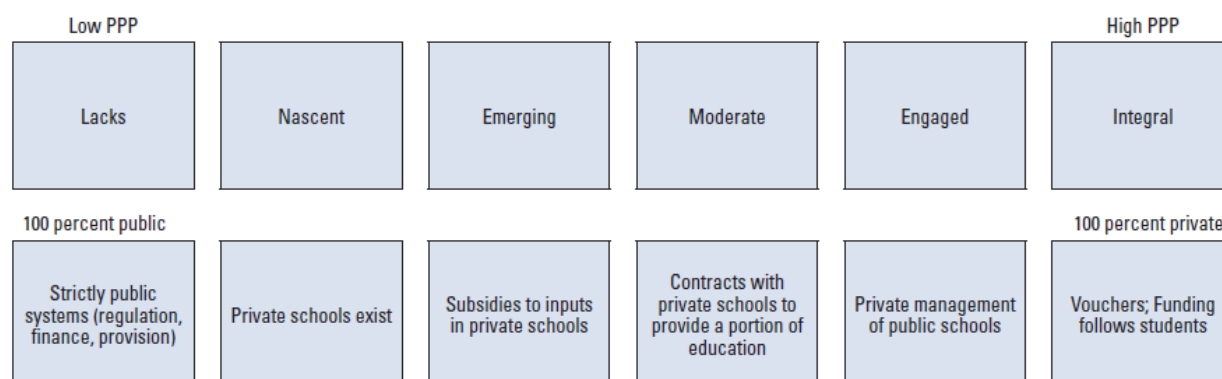 Low PPP
High PPP
Lacks
Nascent
Emerging
Moderate
Engaged
Integral
100 percent public
100 percent private
Strictly public
systems (regulation,
finance, provision)
Private schools exist
Subsidies to inputs
in private schools
Contracts with
private schools to
provide a portion of
education
Private management
of public schools
Vouchers; Funding
follows students